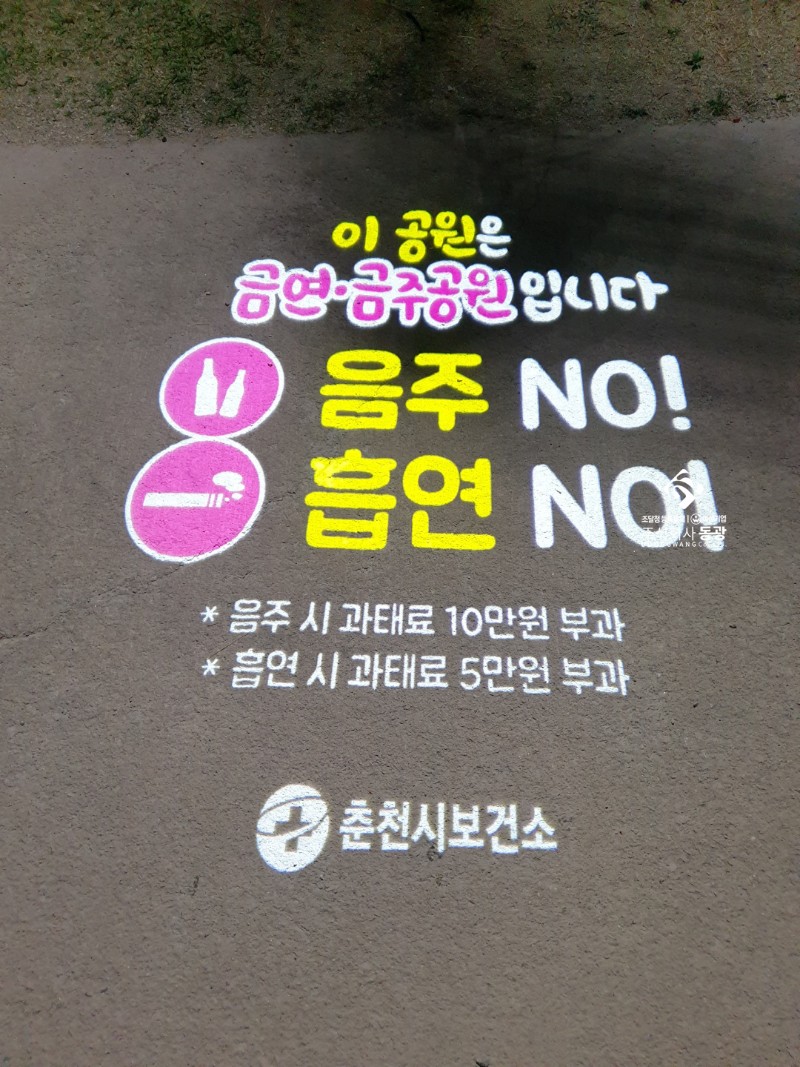 이 공원은
금연·금주공원입니다
음주 NO!
흡연 NO!
* 음주 시 과태료 10만원 부과
* 흡연 시 과태료 5만원 부과
춘천시보건소
동광